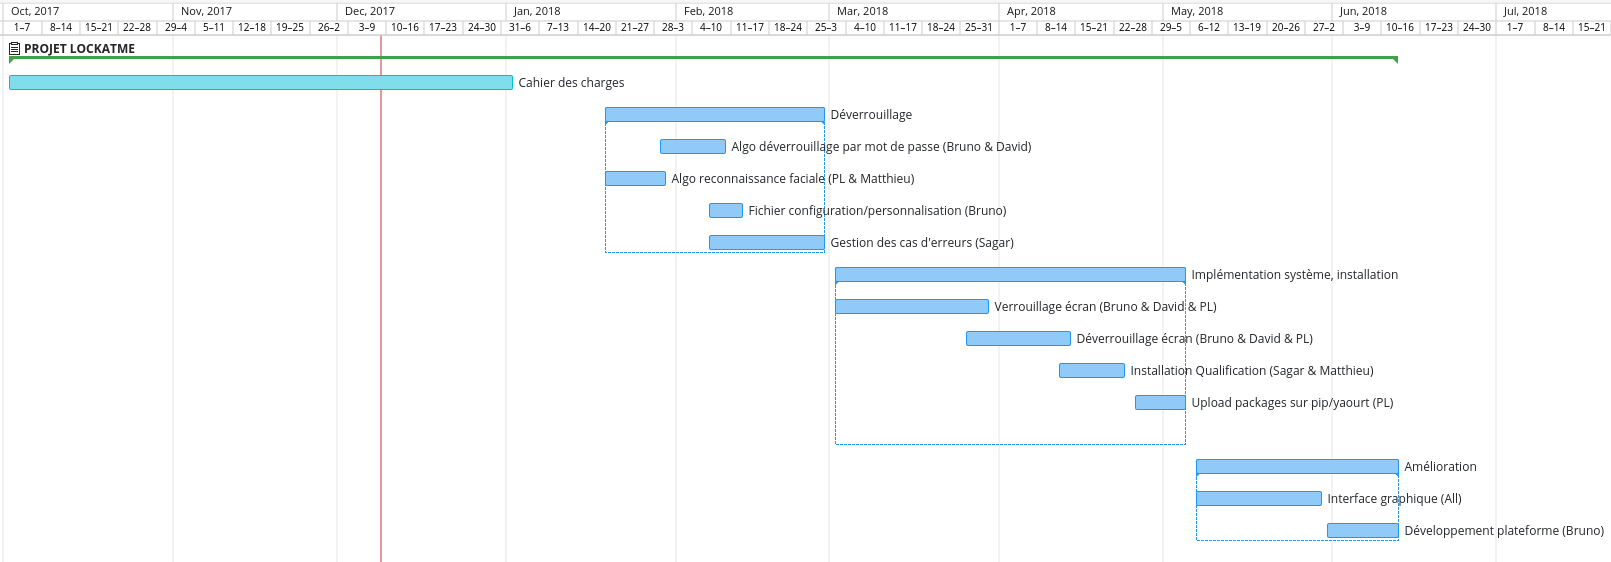 Oct, 2017 Nov, 2017 Dec, 2017 Jan, 2018 Feb, 2018 Mar, 2018 Apr, 2018 May, 2018 Jun, 2018 Jul, 2018
1–7 8–14 15–21 22–28 29–4 5–11 12–18 19–25 26–2 3–9 10–16 17–23 24–30 31–6 7–13 14–20 21–27 28–3 4–10 11–17 18–24 25–3 4–10 11–17 18–24 25–31 1–7 8–14 15–21 22–28 29–5 6–12 13–19 20–26 27–2 3–9 10–16 17–23 24–30 1–7 8–14 15–21
PROJET LOCKATME
Cahier des charges
Déverrouillage
Algo déverrouillage par mot de passe (Bruno & David)
Algo reconnaissance faciale (PL & Matthieu)
Fichier configuration/personnalisation (Bruno)
Gestion des cas d'erreurs (Sagar)
Implémentation système, installation
Verrouillage écran (Bruno & David & PL)
Déverrouillage écran (Bruno & David & PL)
Installation Qualification (Sagar & Matthieu)
Upload packages sur pip/yaourt (PL)
Amélioration
Interface graphique (All)
Développement plateforme (Bruno)